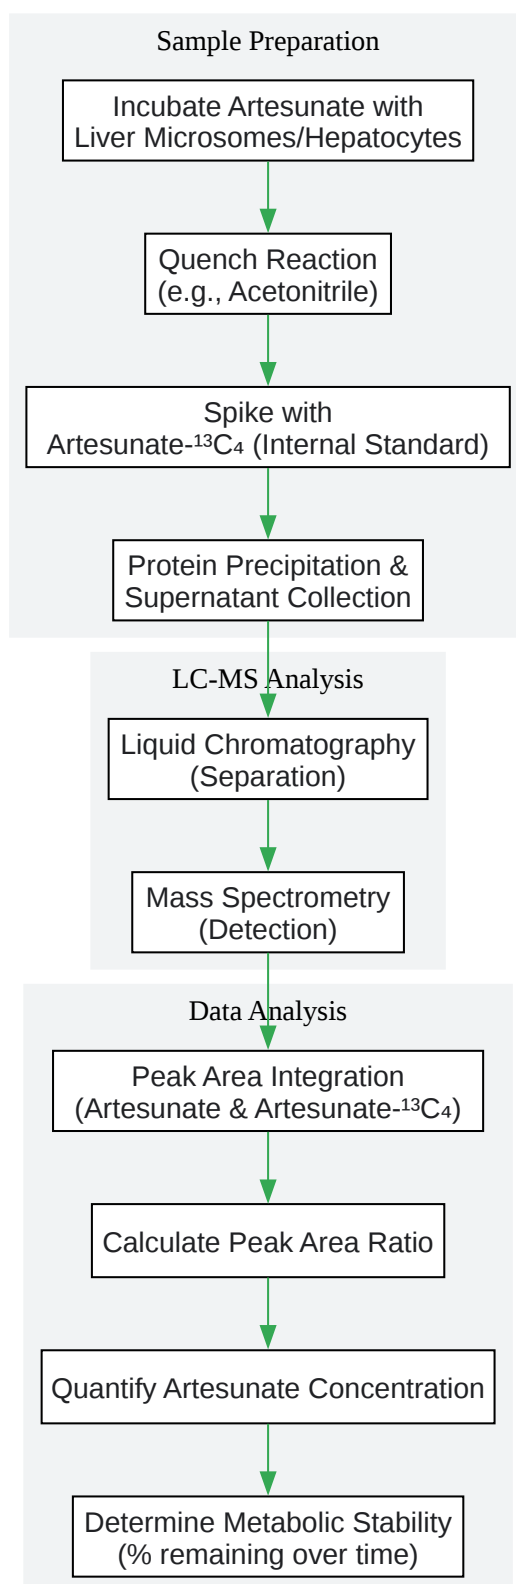 Sample Preparation
Incubate Artesunate with
Liver Microsomes/Hepatocytes
Quench Reaction
(e.g., Acetonitrile)
Spike with
Artesunate-¹³C₄ (Internal Standard)
Protein Precipitation &
Supernatant Collection
LC-MS Analysis
Liquid Chromatography
(Separation)
Mass Spectrometry
(Detection)
Data Analysis
Peak Area Integration
(Artesunate & Artesunate-¹³C₄)
Calculate Peak Area Ratio
Quantify Artesunate Concentration
Determine Metabolic Stability
(% remaining over time)